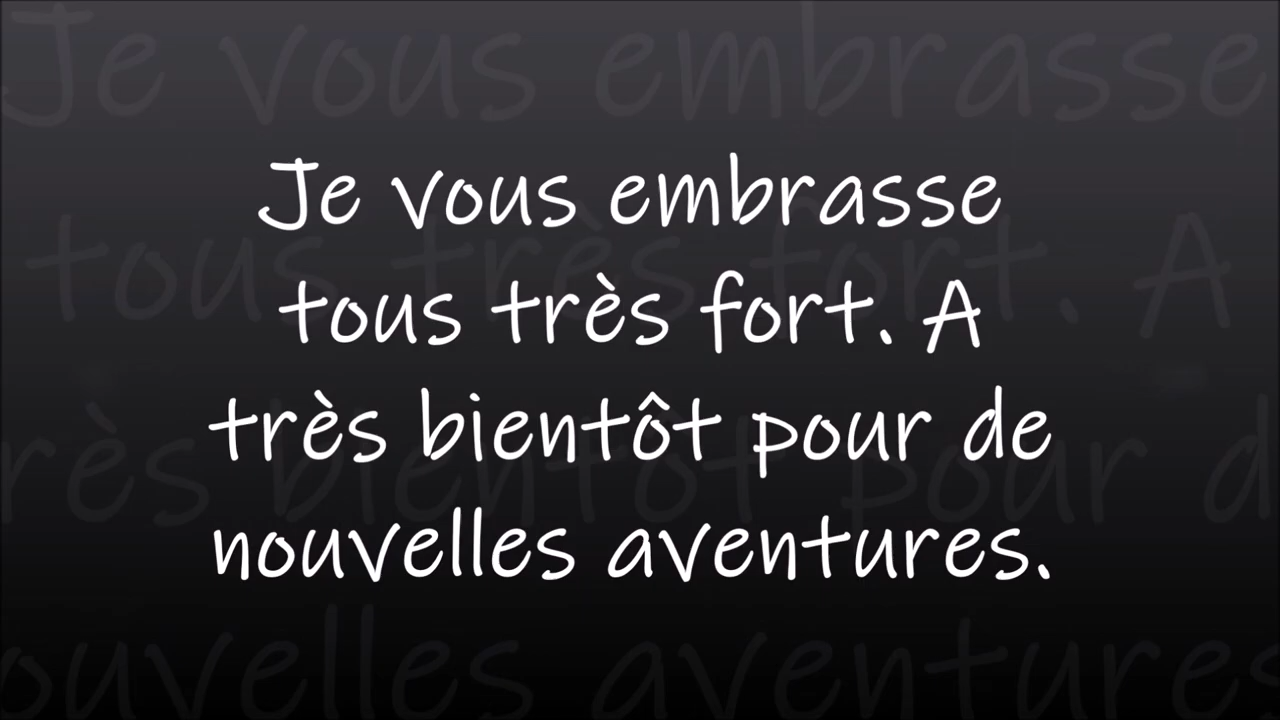 Je vous embrasse
tous très fort. A
très bientôt pour de
nouvelles aventures.